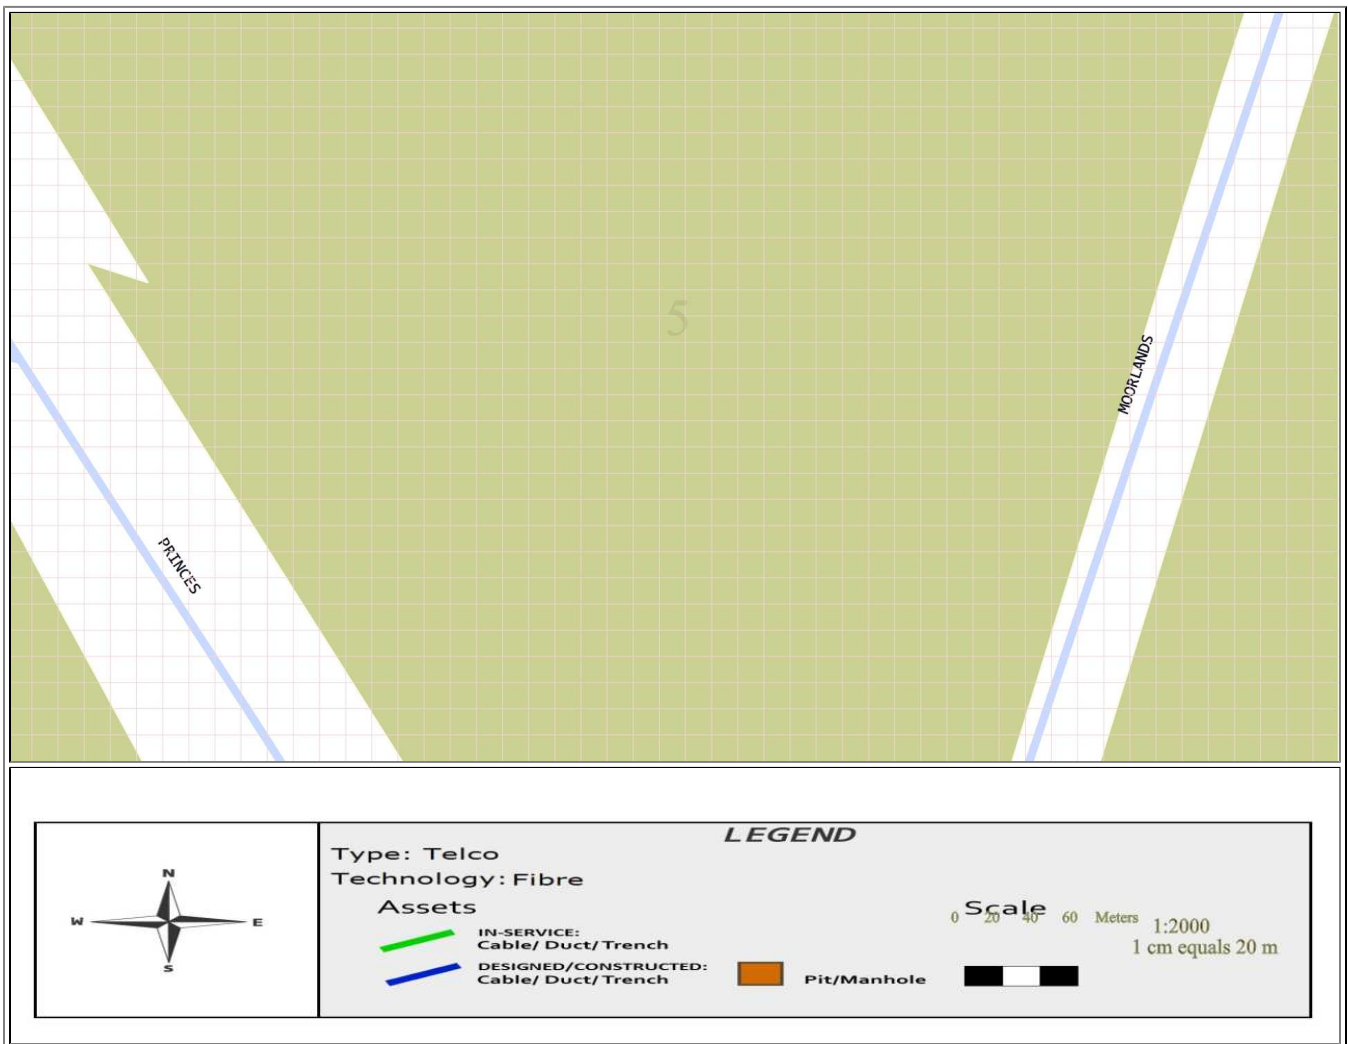 5
MOORLANDS
PRINCES
LEGEND
Type: Telco
Technology: Fibre
Assets
Scale
0 20 40 60 Meters
1:2000
1 cm equals 20 m
IN-SERVICE:
Cable/ Duct/ Trench
DESIGNED/CONSTRUCTED:
Cable/ Duct/ Trench
Pit/Manhole
N
W
E
S